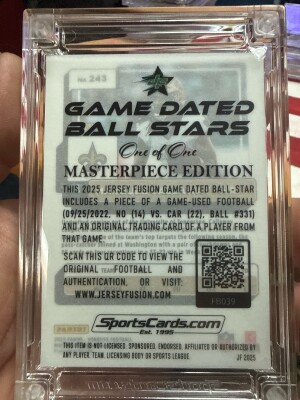 No. 243
GAME DATED
BALL STARS
One of One
MASTERPIECE EDITION
THIS 2025 JERSEY FUSION GAME DATED BALL-STAR
INCLUDES A PIECE OF A GAME-USED FOOTBALL
(09/25/2022, NO (14) VS. CAR (22), BALL #331)
AND AN ORIGINAL TRADING CARD OF A PLAYER FROM
THAT GAME
SCAN THIS QR CODE TO VIEW THE
ORIGINAL FOOTBALL AND
AUTHENTICATION, OR VISIT:
WWW.JERSEYFUSION.COM
FB039
PANINI
SportsCards.com
Est. 1995
THIS ITEM IS NOT LICENSED, SPONSORED, ENDORSED, AFFILIATED OR AUTHORIZED BY
ANY PLAYER, TEAM, LICENSING BODY OR SPORTS LEAGUE
JF 2025